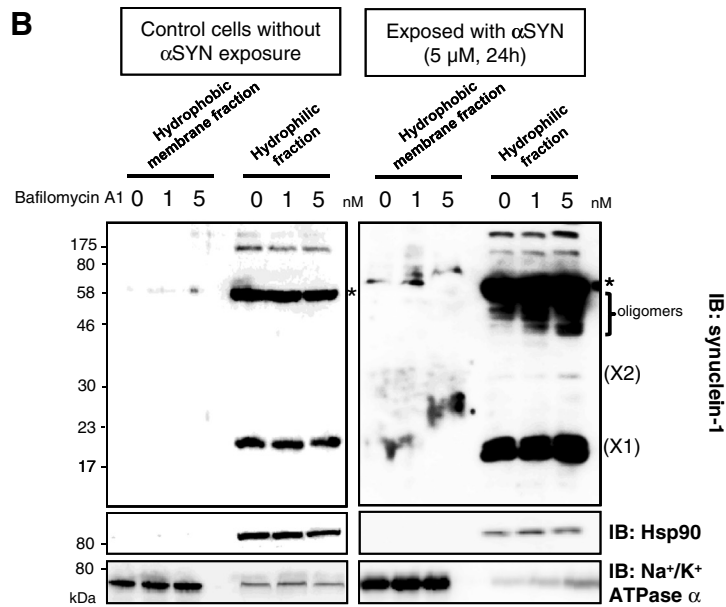 B
Control cells without
αSYN exposure
Exposed with αSYN
(5 µM, 24h)
Hydrophobic
membrane fraction
Hydrophilic
fraction
Hydrophobic
membrane fraction
Hydrophilic
fraction
Bafilomycin A1 0 1 5 0 1 5 nM 0 1 5 0 1 5 nM
175
80
58
46
30
23
17
*
*
oligomers
(X2)
(X1)
IB: synuclein-1
80
IB: Hsp90
80
kDa
IB: Na⁺/K⁺
ATPase α